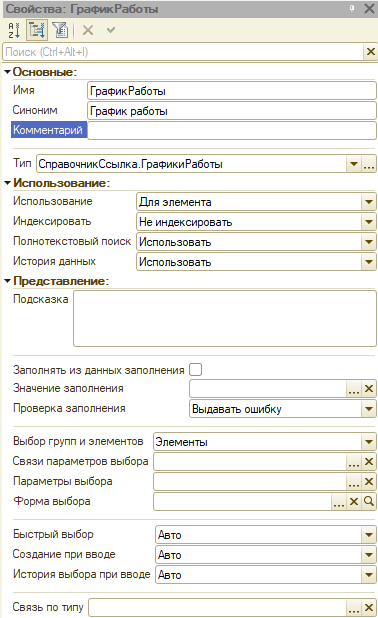 Свойства: ГрафикРаботы
Поиск (Ctrl+Alt+I)
Основные:
Имя ГрафикРаботы
Синоним График работы
Комментарий
Тип СправочникСсылка.ГрафикиРаботы
Использование:
Использование Для элемента
Индексировать Не индексировать
Полнотекстовый поиск Использовать
История данных Использовать
Представление:
Подсказка
Заполнять из данных заполнения
Значение заполнения
Проверка заполнения Выдавать ошибку
Выбор групп и элементов Элементы
Связи параметров выбора
Параметры выбора
Форма выбора
Быстрый выбор Авто
Создание при вводе Авто
История выбора при вводе Авто
Связь по типу